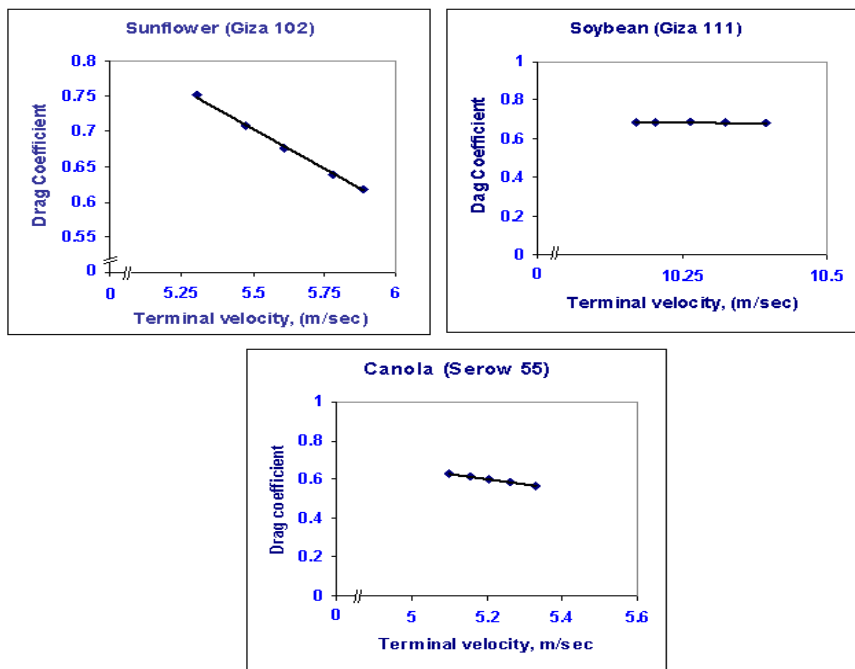 Sunflower (Giza 102)
0.8
0.75
0.7
0.65
0.6
0.55
0
Drag Coefficient
0 5.25 5.5 5.75 6
Terminal velocity, (m/sec)
Soybean (Giza 111)
1
0.8
0.6
0.4
0.2
0
Dag Coefficient
0 10.25 10.5
Terminal velocity, (m/sec)
Canola (Serow 55)
1
0.8
0.6
0.4
0.2
0
Drag coefficient
0 5 5.2 5.4 5.6
Terminal velocity, m/sec